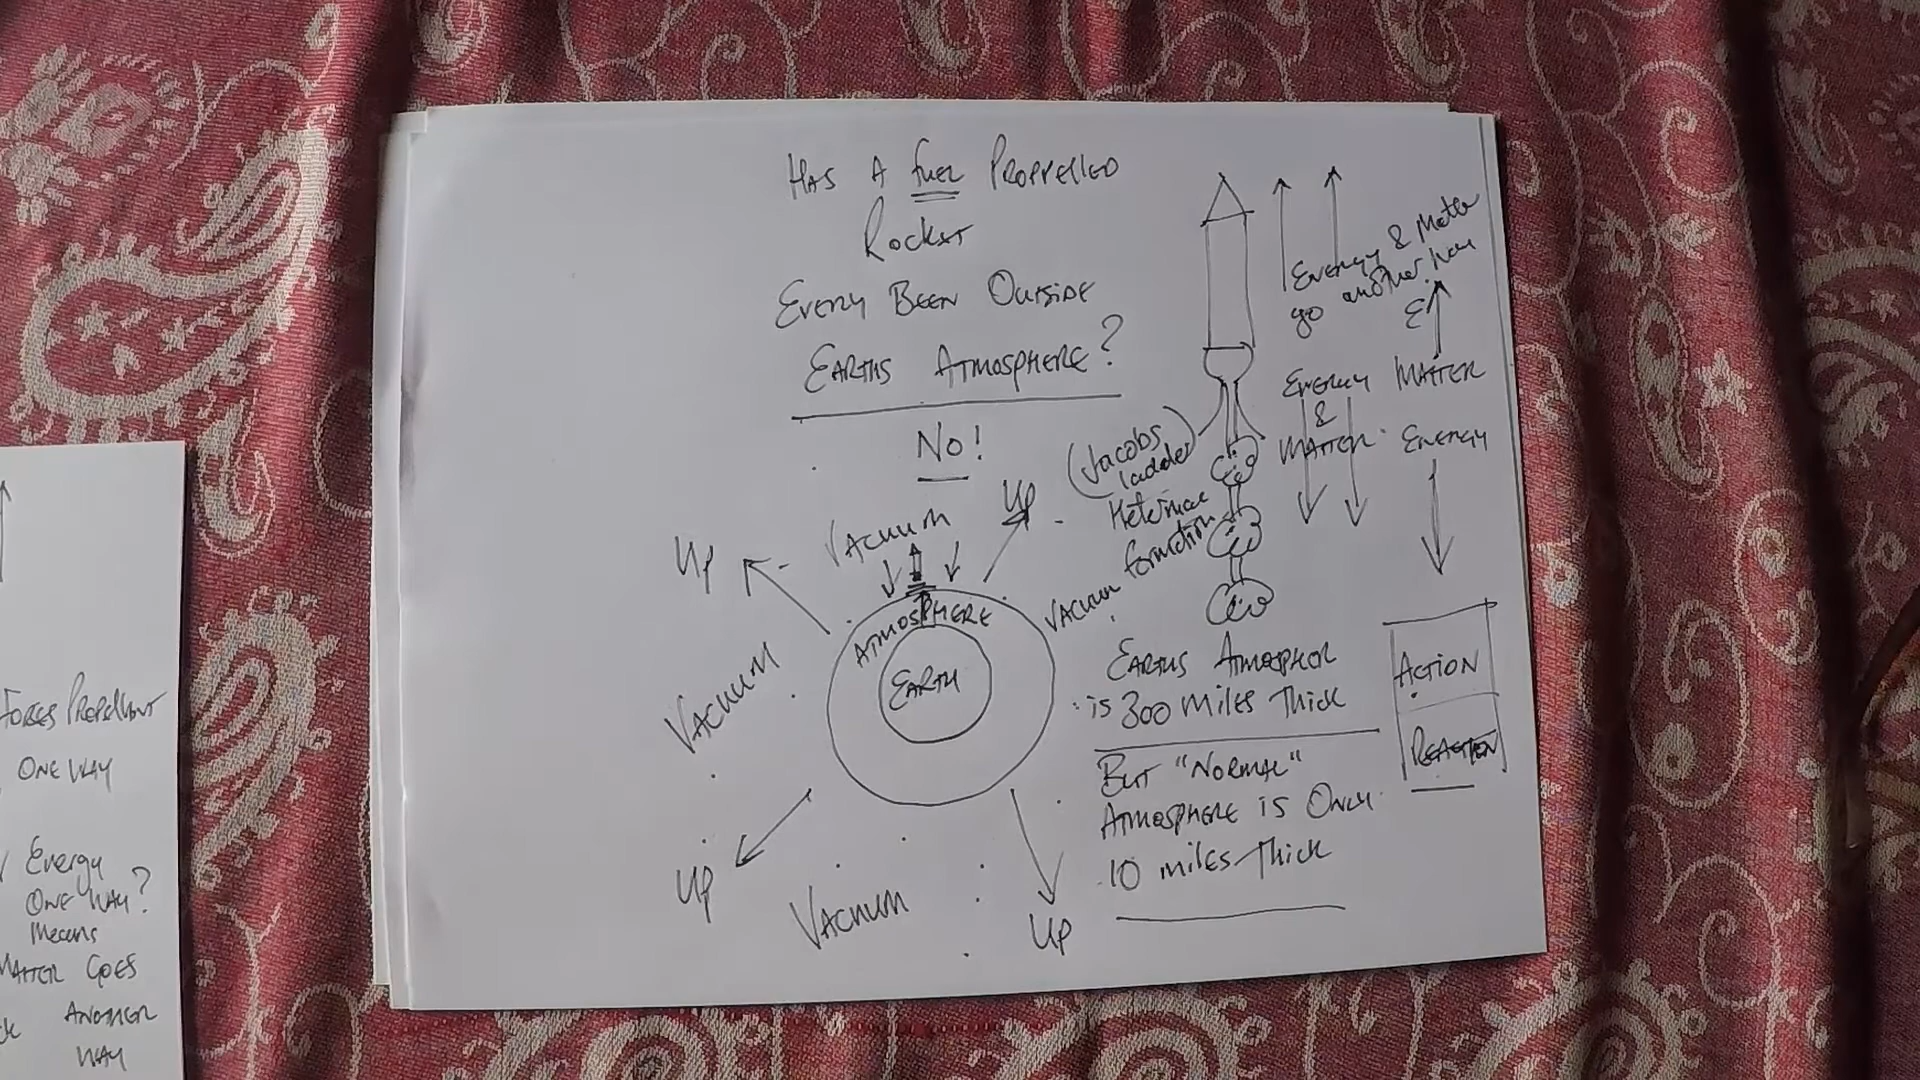 HAS A FUEL PROPELLED
ROCKET
EVERY BEEN OUTSIDE
EARTHS ATMOSPHERE?
NO!
ENERGY & MATTER
go another way
E
ENERGY
&
MATTER
MATTER
ENERGY
(Jacobs
ladder)
VACUUM formation
UP
VACUUM
UP
ATMOSPHERE
EARTH
VACUUM
UP
VACUUM
UP
EARTHS ATMOSPHER
is 300 miles Thick
BUT "NORMAL"
ATMOSPHERE is ONLY
10 miles Thick
ACTION
REACTION
FORCES PROPELLANT
ONE WAY
Energy
ONE WAY?
Means
MATTER GOES
ANOTHER
WAY